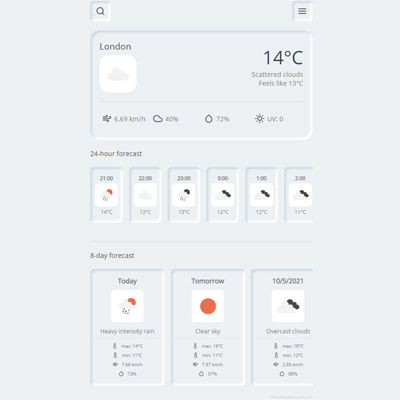 London
14°C
Scattered clouds
Feels like 13°C
6.69 km/h 40% 72% UV: 0
24-hour forecast
21:00 22:00 23:00 0:00 1:00 2:00
14°C 13°C 13°C 12°C 12°C 11°C
8-day forecast
Today Tomorrow 10/5/2021
Heavy intensity rain Clear sky Overcast clouds
max: 14°C max: 16°C max: 15°C
min: 11°C min: 11°C min: 12°C
7.66 km/h 7.97 km/h 2.65 km/h
73% 57% 88%